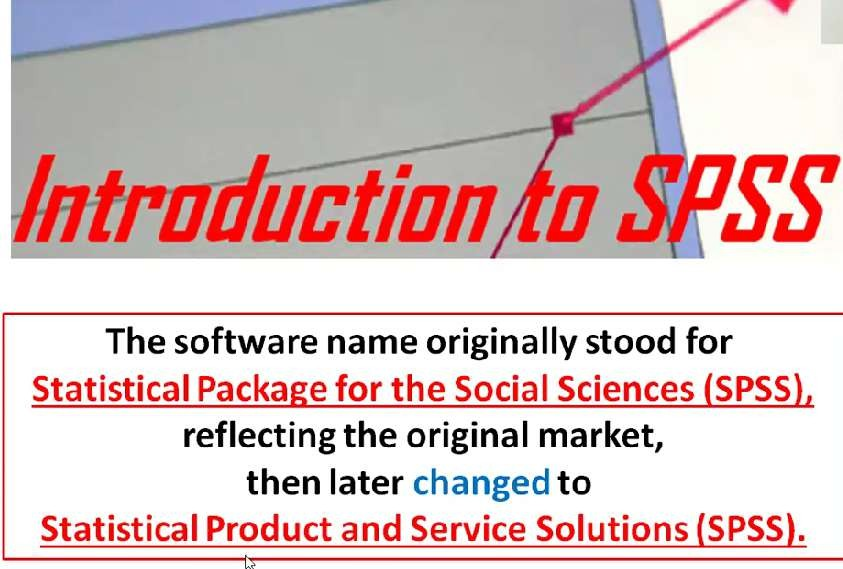 Introduction to SPSS
The software name originally stood for
Statistical Package for the Social Sciences (SPSS),
reflecting the original market,
then later changed to
Statistical Product and Service Solutions (SPSS).